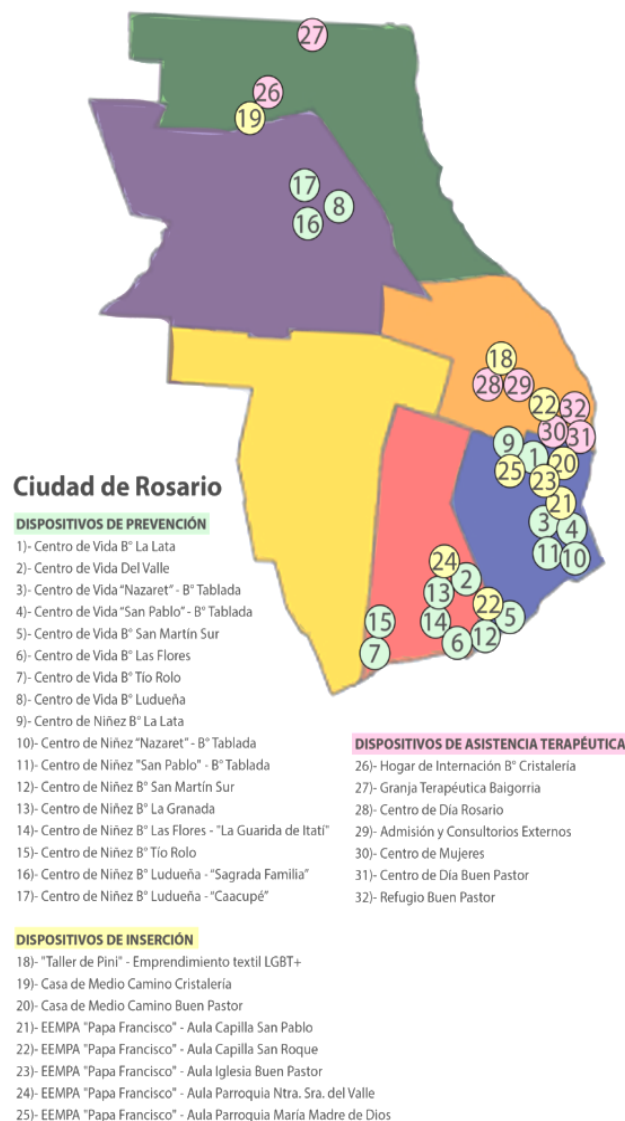 27
26
19
17
8
16
18
28 29
22 32
30 31
9 1 20
25 23
21
3 4
11 10
24
2
13
22
15 14 5
7 6 12
Ciudad de Rosario
DISPOSITIVOS DE PREVENCIÓN
1)- Centro de Vida B° La Lata
2)- Centro de Vida Del Valle
3)- Centro de Vida "Nazaret" - B° Tablada
4)- Centro de Vida "San Pablo" - B° Tablada
5)- Centro de Vida B° San Martín Sur
6)- Centro de Vida B° Las Flores
7)- Centro de Vida B° Tío Rolo
8)- Centro de Vida B° Ludueña
9)- Centro de Niñez B° La Lata
10)- Centro de Niñez "Nazaret" - B° Tablada
11)- Centro de Niñez "San Pablo" - B° Tablada
12)- Centro de Niñez B° San Martín Sur
13)- Centro de Niñez B° La Granada
14)- Centro de Niñez B° Las Flores - "La Guarida de Itatí"
15)- Centro de Niñez B° Tío Rolo
16)- Centro de Niñez B° Ludueña - "Sagrada Familia"
17)- Centro de Niñez B° Ludueña - "Caacupé"
DISPOSITIVOS DE ASISTENCIA TERAPÉUTICA
26)- Hogar de Internación B° Cristalería
27)- Granja Terapéutica Baigorria
28)- Centro de Día Rosario
29)- Admisión y Consultorios Externos
30)- Centro de Mujeres
31)- Centro de Día Buen Pastor
32)- Refugio Buen Pastor
DISPOSITIVOS DE INSERCIÓN
18)- "Taller de Pini" - Emprendimiento textil LGBT+
19)- Casa de Medio Camino Cristalería
20)- Casa de Medio Camino Buen Pastor
21)- EEMPA "Papa Francisco" - Aula Capilla San Pablo
22)- EEMPA "Papa Francisco" - Aula Capilla San Roque
23)- EEMPA "Papa Francisco" - Aula Iglesia Buen Pastor
24)- EEMPA "Papa Francisco" - Aula Parroquia Ntra. Sra. del Valle
25)- EEMPA "Papa Francisco" - Aula Parroquia María Madre de Dios